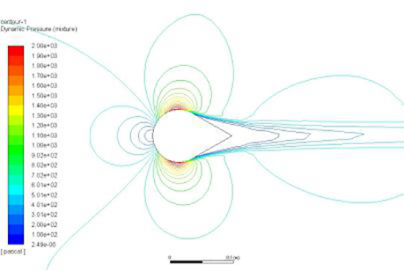 contour-1
Dynamic Pressure (mixture)
2.00e+03
1.90e+03
1.80e+03
1.70e+03
1.60e+03
1.50e+03
1.40e+03
1.30e+03
1.20e+03
1.10e+03
1.00e+03
9.02e+02
8.02e+02
7.01e+02
6.01e+02
5.01e+02
4.01e+02
3.01e+02
2.00e+02
1.00e+02
[ pascal ]